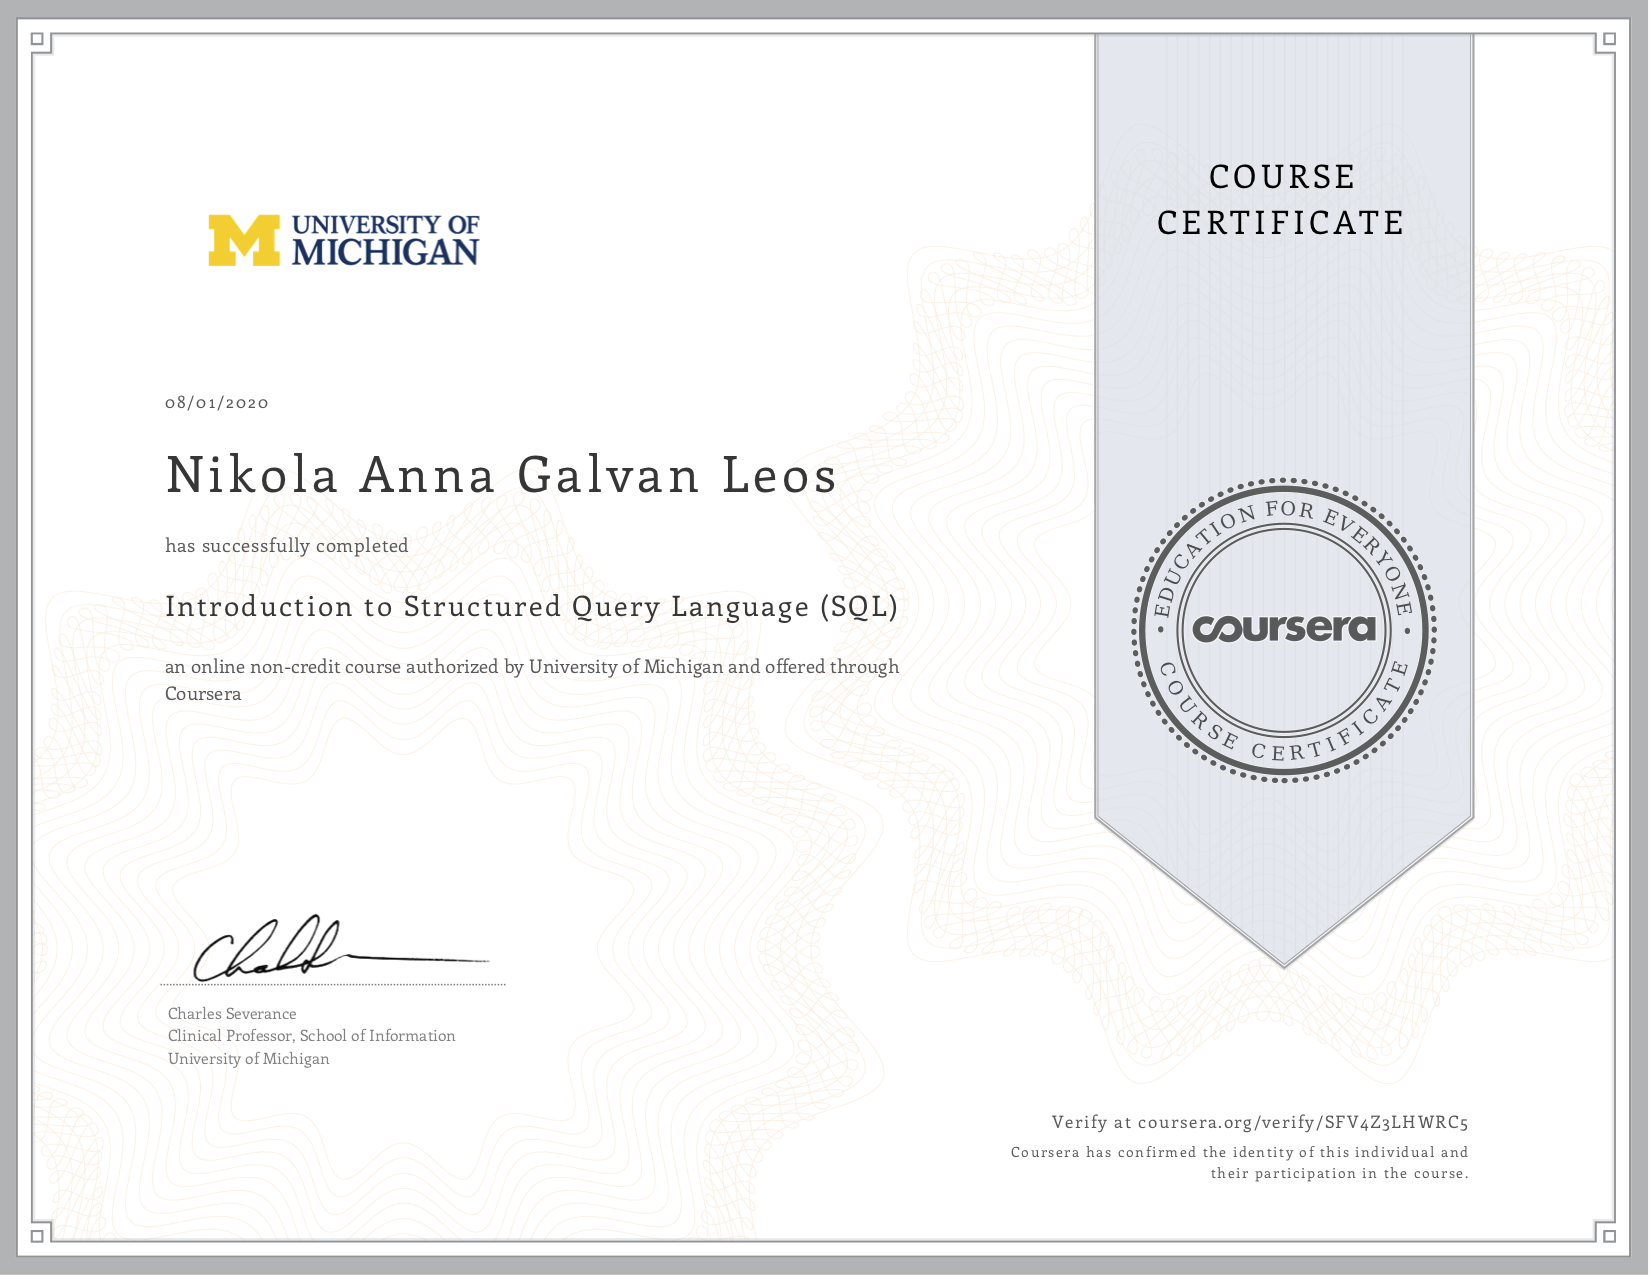 UNIVERSITY OF
MICHIGAN
COURSE
CERTIFICATE
08/01/2020
Nikola Anna Galvan Leos
has successfully completed
Introduction to Structured Query Language (SQL)
an online non-credit course authorized by University of Michigan and offered through
Coursera
EDUCATION FOR EVERYONE
coursera
COURSE CERTIFICATE
Charles Severance
Clinical Professor, School of Information
University of Michigan
Verify at coursera.org/verify/SFV4Z3LHWRC5
Coursera has confirmed the identity of this individual and
their participation in the course.